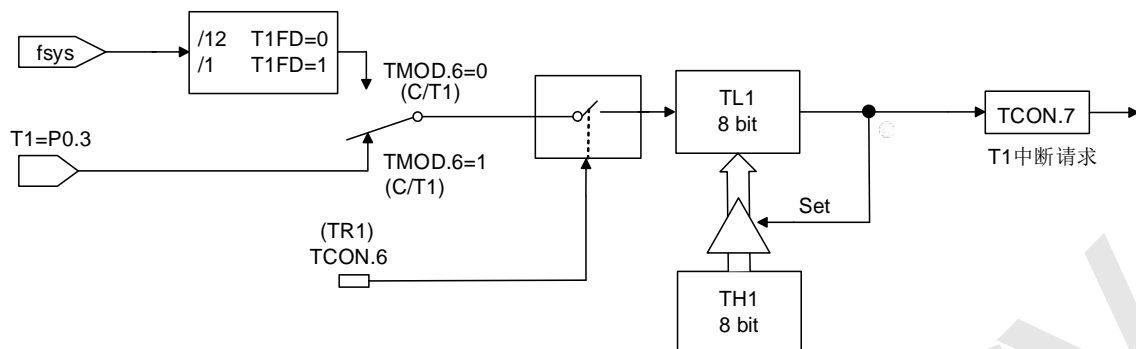 fsys
/12 T1FD=0
/1 T1FD=1
TMOD.6=0
(C/T1)
T1=P0.3
TMOD.6=1
(C/T1)
(TR1)
TCON.6
TL1
8 bit
TCON.7
T1中断请求
Set
TH1
8 bit